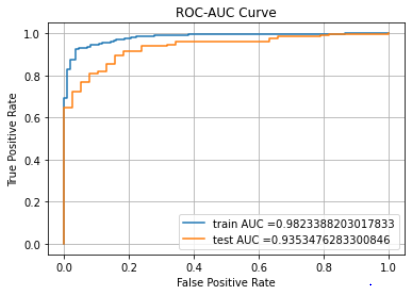 ROC-AUC Curve
1.0
0.8
0.6
0.4
0.2
0.0
True Positive Rate
train AUC =0.9823388203017833
test AUC =0.9353476283300846
0.0 0.2 0.4 0.6 0.8 1.0
False Positive Rate